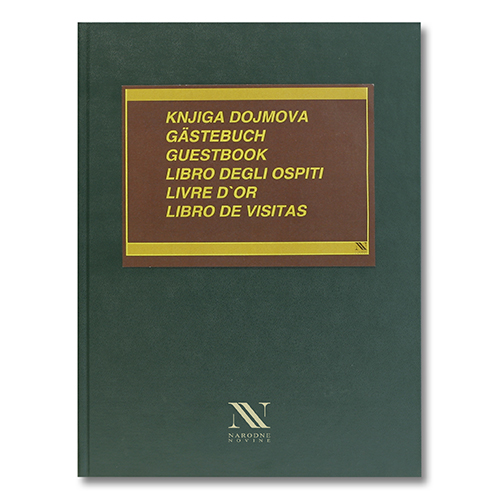 KNJIGA DOJMOVA
GÄSTEBUCH
GUESTBOOK
LIBRO DEGLI OSPITI
LIVRE D`OR
LIBRO DE VISITAS
NARODNE
NOVINE